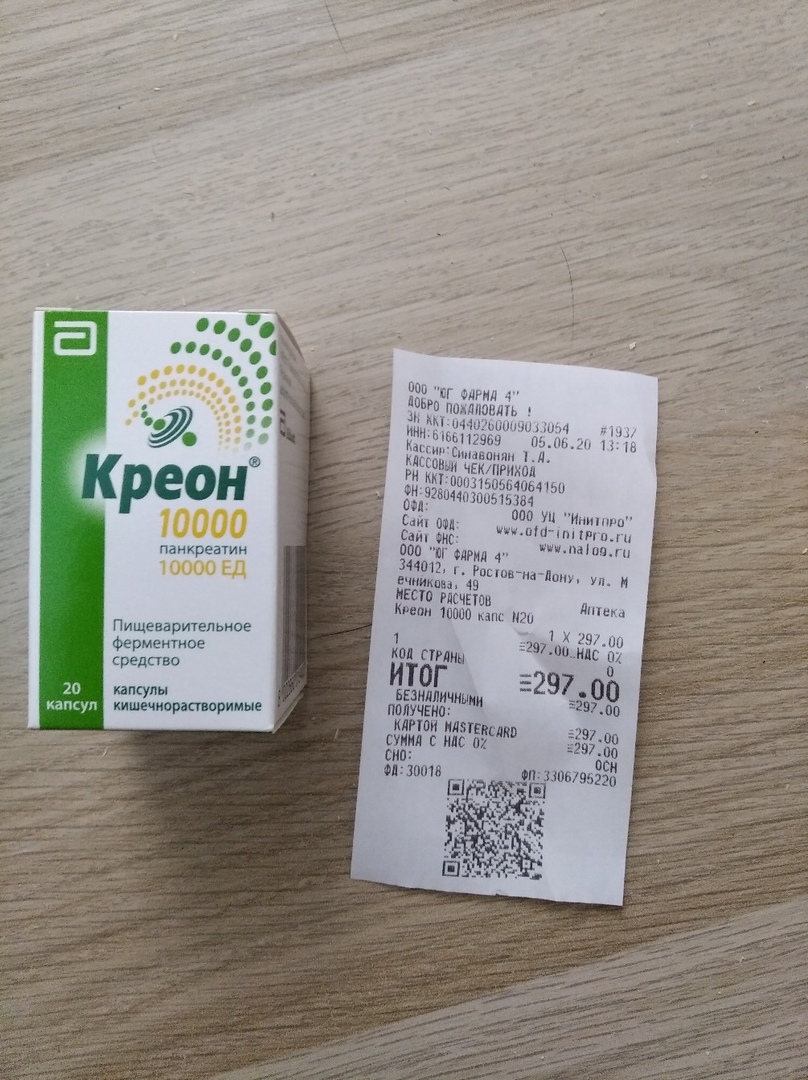 Креон®
10000
панкреатин
10000 ЕД
Пищеварительное
ферментное
средство
20
капсул
капсулы
кишечнорастворимые
ООО "ЮГ ФАРМА 4"
ДОБРО ПОЖАЛОВАТЬ !
ЗН ККТ:0440260009033054 #1937
ИНН:6166112969 05.06.20 13:18
Кассир:Синавонян Т.А.
КАССОВЫЙ ЧЕК/ПРИХОД
РН ККТ:0003150564064150
ФН:9280440300515384
ОФД: ООО УЦ "Инитпро"
Сайт ОФД: www.ofd-initpro.ru
Сайт ФНС: www.nalog.ru
ООО "ЮГ ФАРМА 4"
344012, г. Ростов-на-Дону, ул. М
ечникова, 49
МЕСТО РАСЧЕТОВ Аптека
Креон 10000 капс N20
1 X 297.00
1 ≡297.00_НДС 0%
КОД СТРАНЫ 0
ИТОГ ≡297.00
БЕЗНАЛИЧНЫМИ ≡297.00
ПОЛУЧЕНО:
КАРТОЙ MASTERCARD ≡297.00
СУММА С НДС 0% ≡297.00
СНО: ОСН
ФД:30018 ФП:3306795220